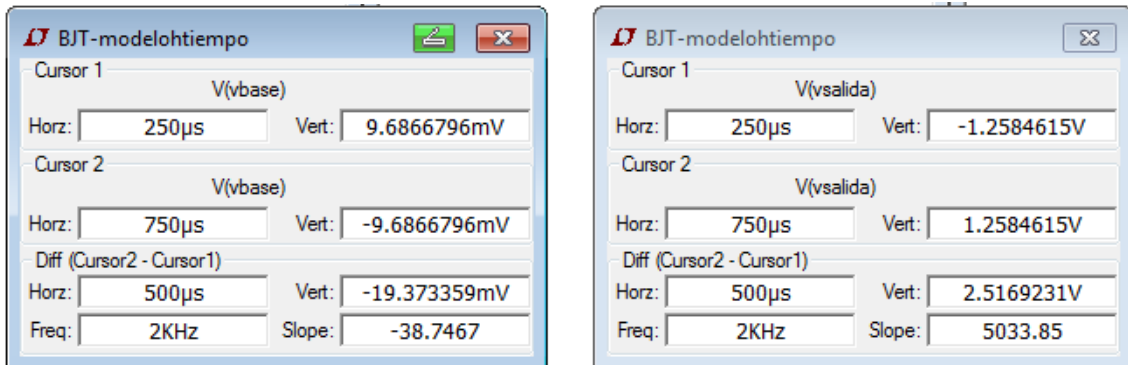 BJT-modelohtiempo
Cursor 1
V(vbase)
Horz: 250µs Vert: 9.6866796mV
Cursor 2
V(vbase)
Horz: 750µs Vert: -9.6866796mV
Diff (Cursor2 - Cursor1)
Horz: 500µs Vert: -19.373359mV
Freq: 2KHz Slope: -38.7467
BJT-modelohtiempo
Cursor 1
V(vsalida)
Horz: 250µs Vert: -1.2584615V
Cursor 2
V(vsalida)
Horz: 750µs Vert: 1.2584615V
Diff (Cursor2 - Cursor1)
Horz: 500µs Vert: 2.5169231V
Freq: 2KHz Slope: 5033.85